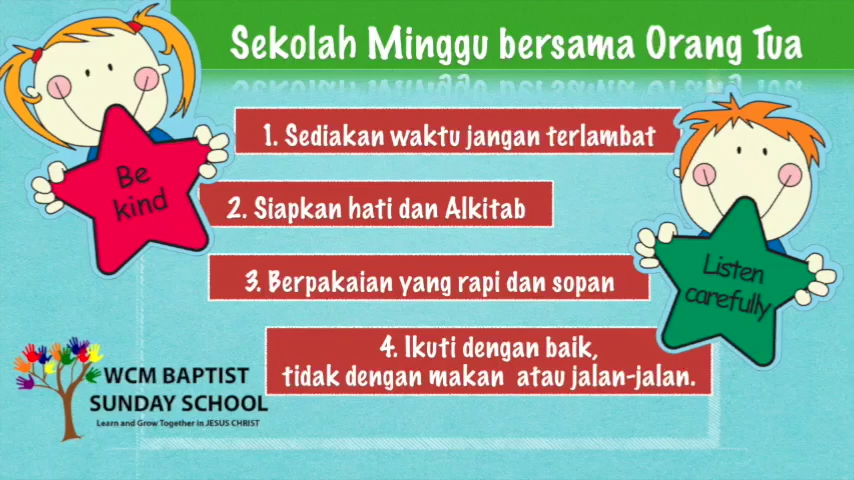 Sekolah Minggu bersama Orang Tua
1. Sediakan waktu jangan terlambat
Be
kind
2. Siapkan hati dan Alkitab
3. Berpakaian yang rapi dan sopan
Listen
carefully
4. Ikuti dengan baik,
tidak dengan makan atau jalan-jalan.
WCM BAPTIST
SUNDAY SCHOOL
Learn and Grow Together in JESUS CHRIST